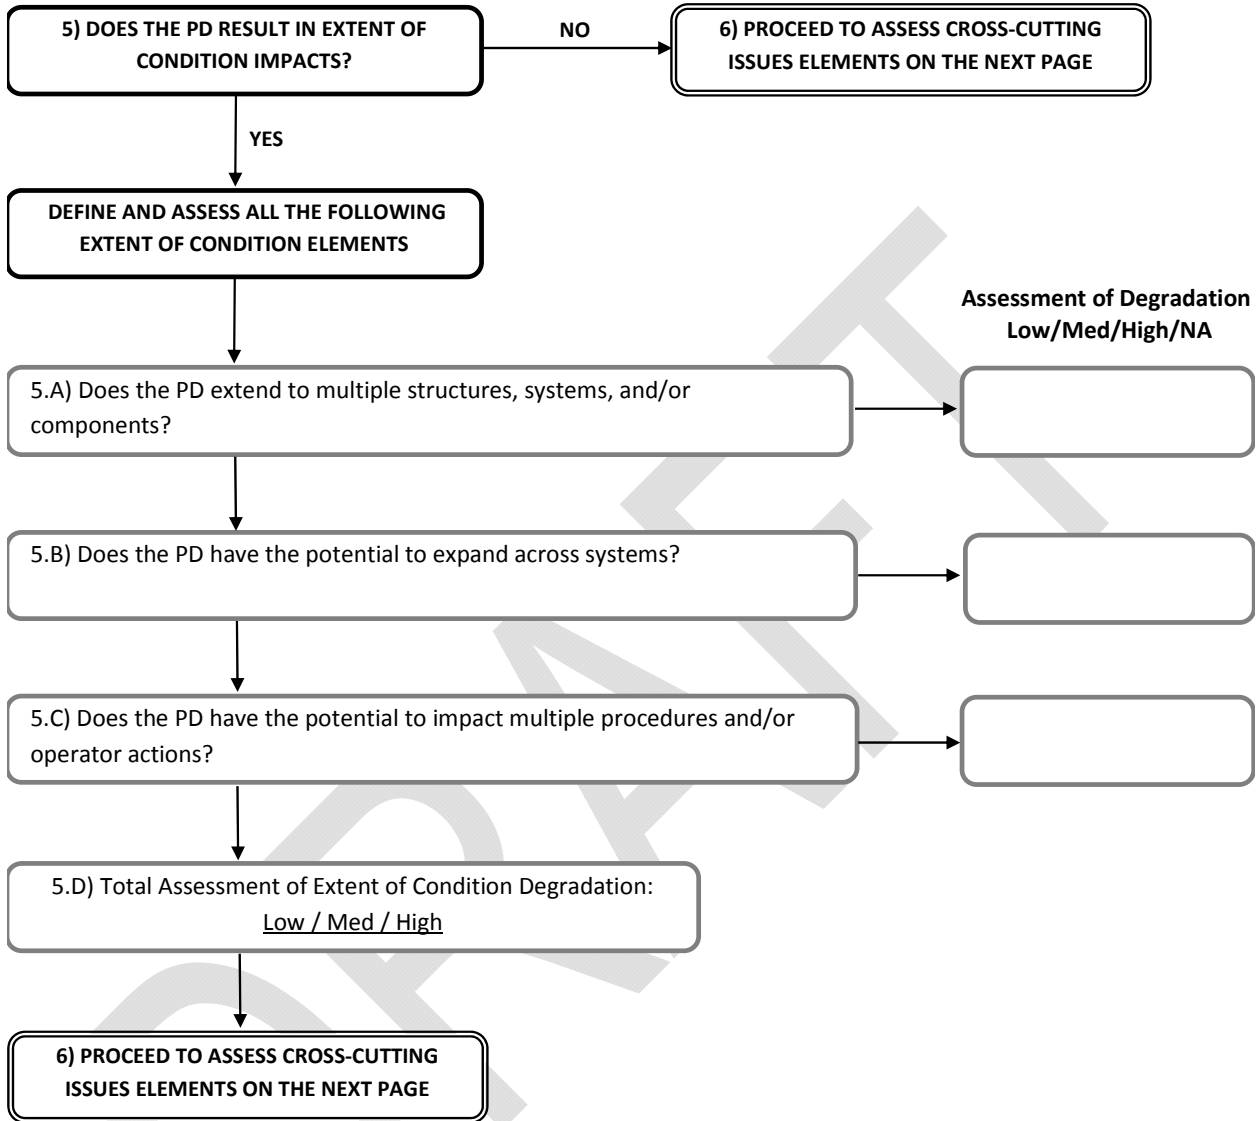 5) DOES THE PD RESULT IN EXTENT OF
CONDITION IMPACTS?
NO
6) PROCEED TO ASSESS CROSS-CUTTING
ISSUES ELEMENTS ON THE NEXT PAGE
YES
DEFINE AND ASSESS ALL THE FOLLOWING
EXTENT OF CONDITION ELEMENTS
Assessment of Degradation
Low/Med/High/NA
5.A) Does the PD extend to multiple structures, systems, and/or
components?
5.B) Does the PD have the potential to expand across systems?
5.C) Does the PD have the potential to impact multiple procedures and/or
operator actions?
5.D) Total Assessment of Extent of Condition Degradation:
Low / Med / High
6) PROCEED TO ASSESS CROSS-CUTTING
ISSUES ELEMENTS ON THE NEXT PAGE
DRAFT